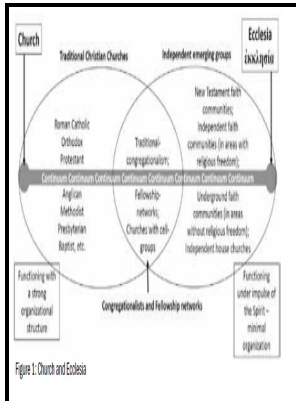 Church
Ecclesia
ἐκκλησία
Traditional Christian Churches
Independent emerging groups
Roman Catholic
Orthodox
Protestant
Traditional-
congregationalism;
New Testament faith
communities;
Independent faith
communities (in areas with
religious freedom);
Continuum Continuum Continuum Continuum Continuum Continuum Continuum
Anglican
Methodist
Presbyterian
Baptist, etc.
Fellowship-
networks;
Churches with cell-
groups
Underground faith
communities (in areas
without religious freedom);
Independent house churches
Functioning
with a strong
organizational
structure
Congregationalists and Fellowship networks
Functioning
under impulse of
the Spirit –
minimal
organization
Figure 1: Church and Ecclesia